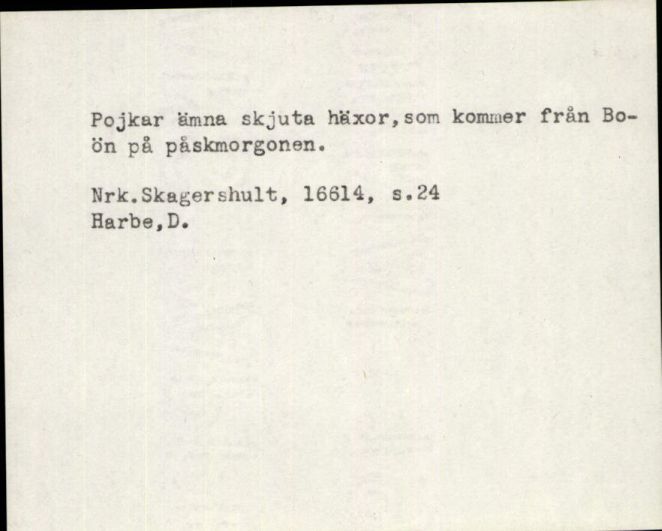 Pojkar ämna skjuta häxor,som kommer från Bo-
ön på påskmorgonen.
Nrk.Skagershult, 16614, s.24
Harbe,D.